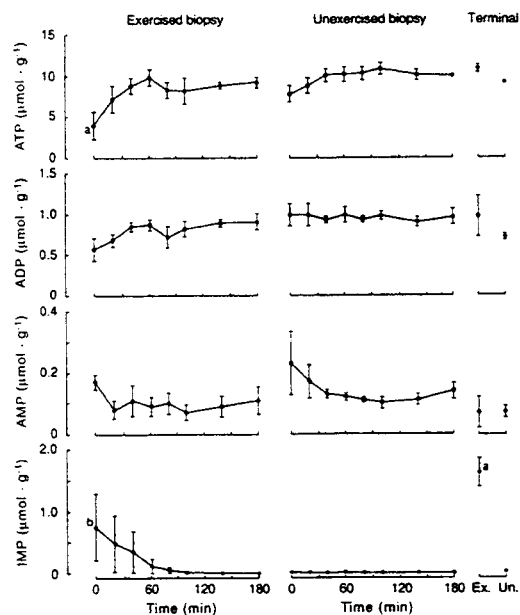 Exercised biopsy Unexercised biopsy Terminal
ATP (μmol · g⁻¹)
15
10
5
0
a
ADP (μmol · g⁻¹)
1.5
1.0
0.5
0
AMP (μmol · g⁻¹)
0.4
0.2
0
IMP (μmol · g⁻¹)
2.0
1.0
0
b
a
0 60 120 180 0 60 120 180 Ex. Un.
Time (min) Time (min)